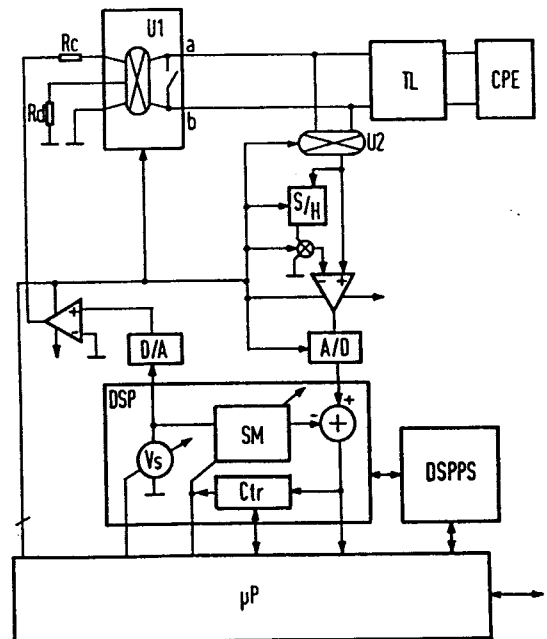 U1
Rc
a
TL
CPE
Rd
b
U2
S/H
- +
+
-
D/A
A/D
DSP
+
SM
-
+
Vs
DSPPS
Ctr
µP